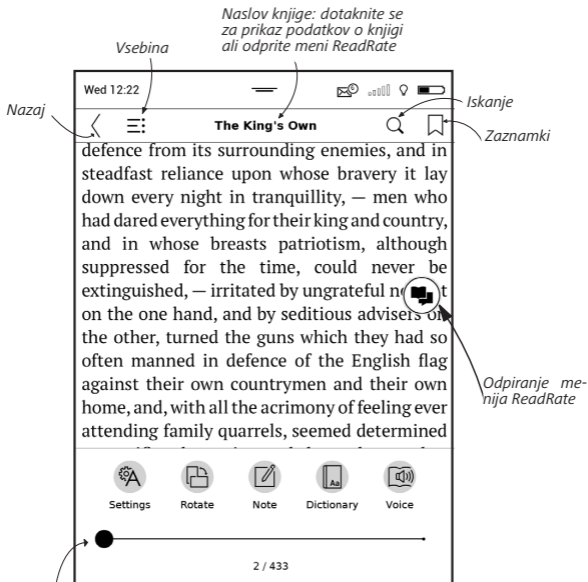 Naslov knjige: dotaknite se
za prikaz podatkov o knjigi
ali odprite meni ReadRate
Vsebina
Nazaj
Iskanje
Zaznamki
Wed 12:22
The King's Own
defence from its surrounding enemies, and in
steadfast reliance upon whose bravery it lay
down every night in tranquillity, — men who
had dared everything for their king and country,
and in whose breasts patriotism, although
suppressed for the time, could never be
extinguished, — irritated by ungrateful
on the one hand, and by seditious advisers on
the other, turned the guns which they had so
often manned in defence of the English flag
against their own countrymen and their own
home, and, with all the acrimony of feeling ever
attending family quarrels, seemed determined
Odpiranje me-
nija ReadRate
Settings
Rotate
Note
Dictionary
Voice
2 / 433